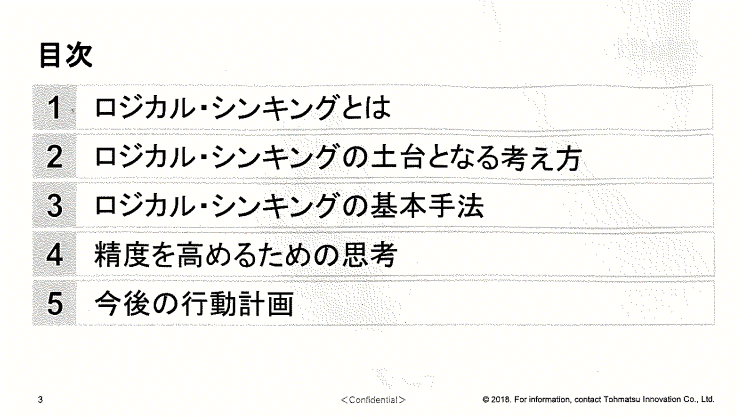 目次
1 ロジカル・シンキングとは
2 ロジカル・シンキングの土台となる考え方
3 ロジカル・シンキングの基本手法
4 精度を高めるための思考
5 今後の行動計画
3 <Confidential> © 2018. For information, contact Tohmatsu Innovation Co., Ltd.